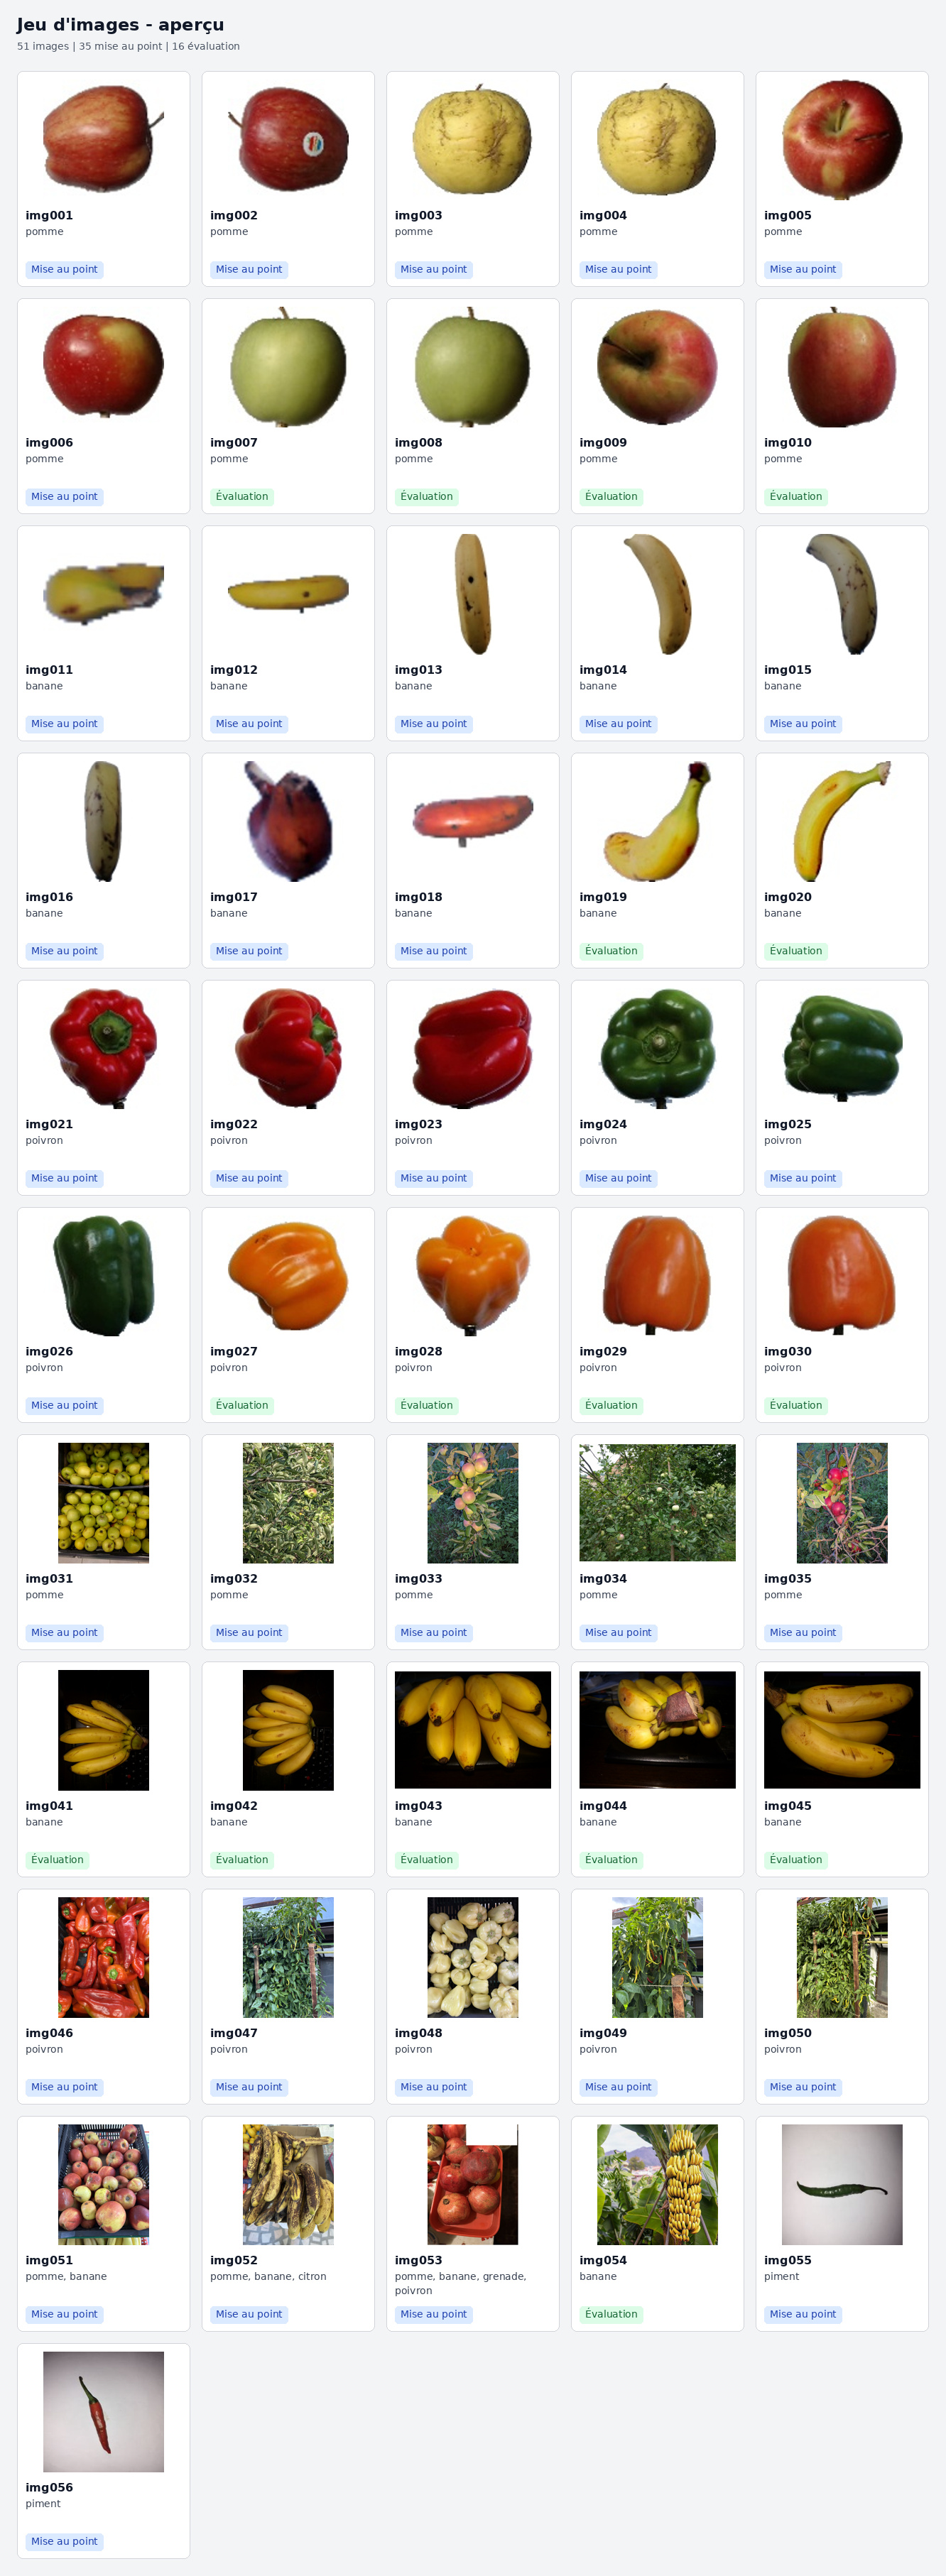 Jeu d'images - aperçu
51 images | 35 mise au point | 16 évaluation
img001
pomme
Mise au point
img002
pomme
Mise au point
img003
pomme
Mise au point
img004
pomme
Mise au point
img005
pomme
Mise au point
img006
pomme
Mise au point
img007
pomme
Évaluation
img008
pomme
Évaluation
img009
pomme
Évaluation
img010
pomme
Évaluation
img011
banane
Mise au point
img012
banane
Mise au point
img013
banane
Mise au point
img014
banane
Mise au point
img015
banane
Mise au point
img016
banane
Mise au point
img017
banane
Mise au point
img018
banane
Mise au point
img019
banane
Évaluation
img020
banane
Évaluation
img021
poivron
Mise au point
img022
poivron
Mise au point
img023
poivron
Mise au point
img024
poivron
Mise au point
img025
poivron
Mise au point
img026
poivron
Mise au point
img027
poivron
Évaluation
img028
poivron
Évaluation
img029
poivron
Évaluation
img030
poivron
Évaluation
img031
pomme
Mise au point
img032
pomme
Mise au point
img033
pomme
Mise au point
img034
pomme
Mise au point
img035
pomme
Mise au point
img041
banane
Évaluation
img042
banane
Évaluation
img043
banane
Évaluation
img044
banane
Évaluation
img045
banane
Évaluation
img046
poivron
Mise au point
img047
poivron
Mise au point
img048
poivron
Mise au point
img049
poivron
Mise au point
img050
poivron
Mise au point
img051
pomme, banane
Mise au point
img052
pomme, banane, citron
Mise au point
img053
pomme, banane, grenade,
poivron
Mise au point
img054
banane
Évaluation
img055
piment
Mise au point
img056
piment
Mise au point